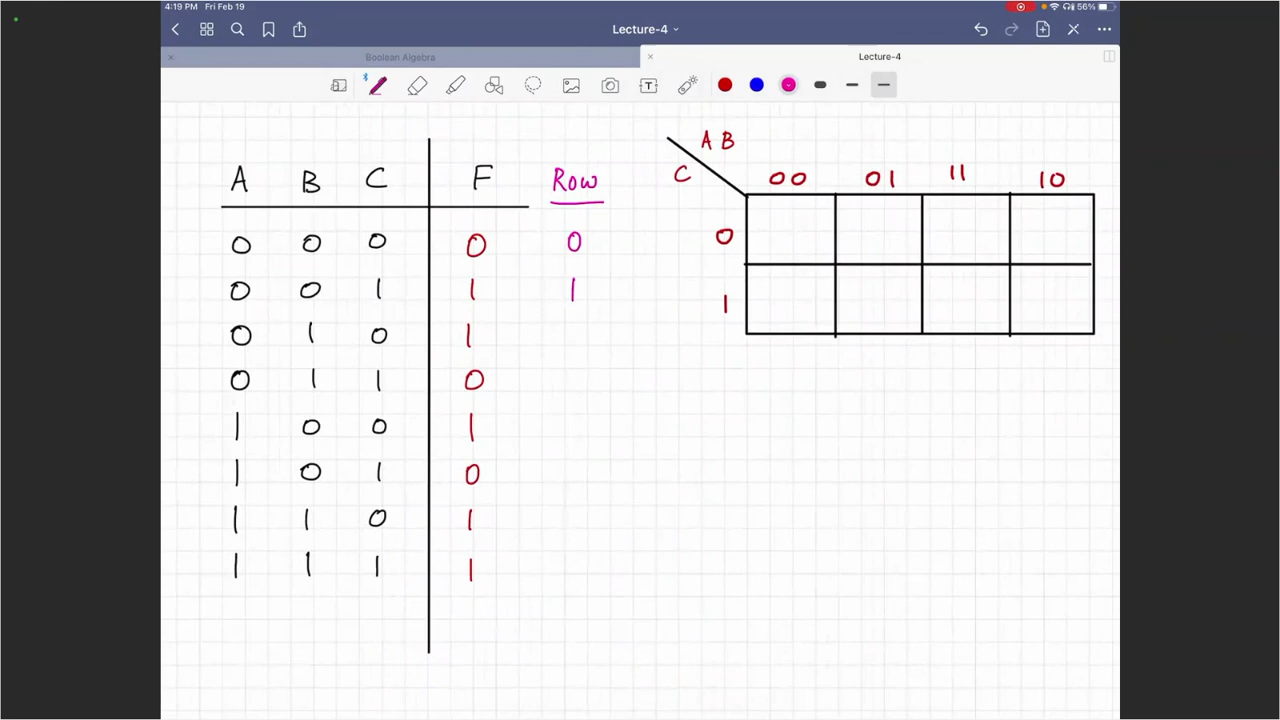 4:19 PM Fri Feb 19
56%
Lecture-4
Boolean Algebra
Lecture-4
T
A B C F Row
0 0 0 0 0
0 0 1 1 1
0 1 0 1
0 1 1 0
1 0 0 1
1 0 1 0
1 1 0 1
1 1 1 1
A B
C
00 01 11 10
0
1